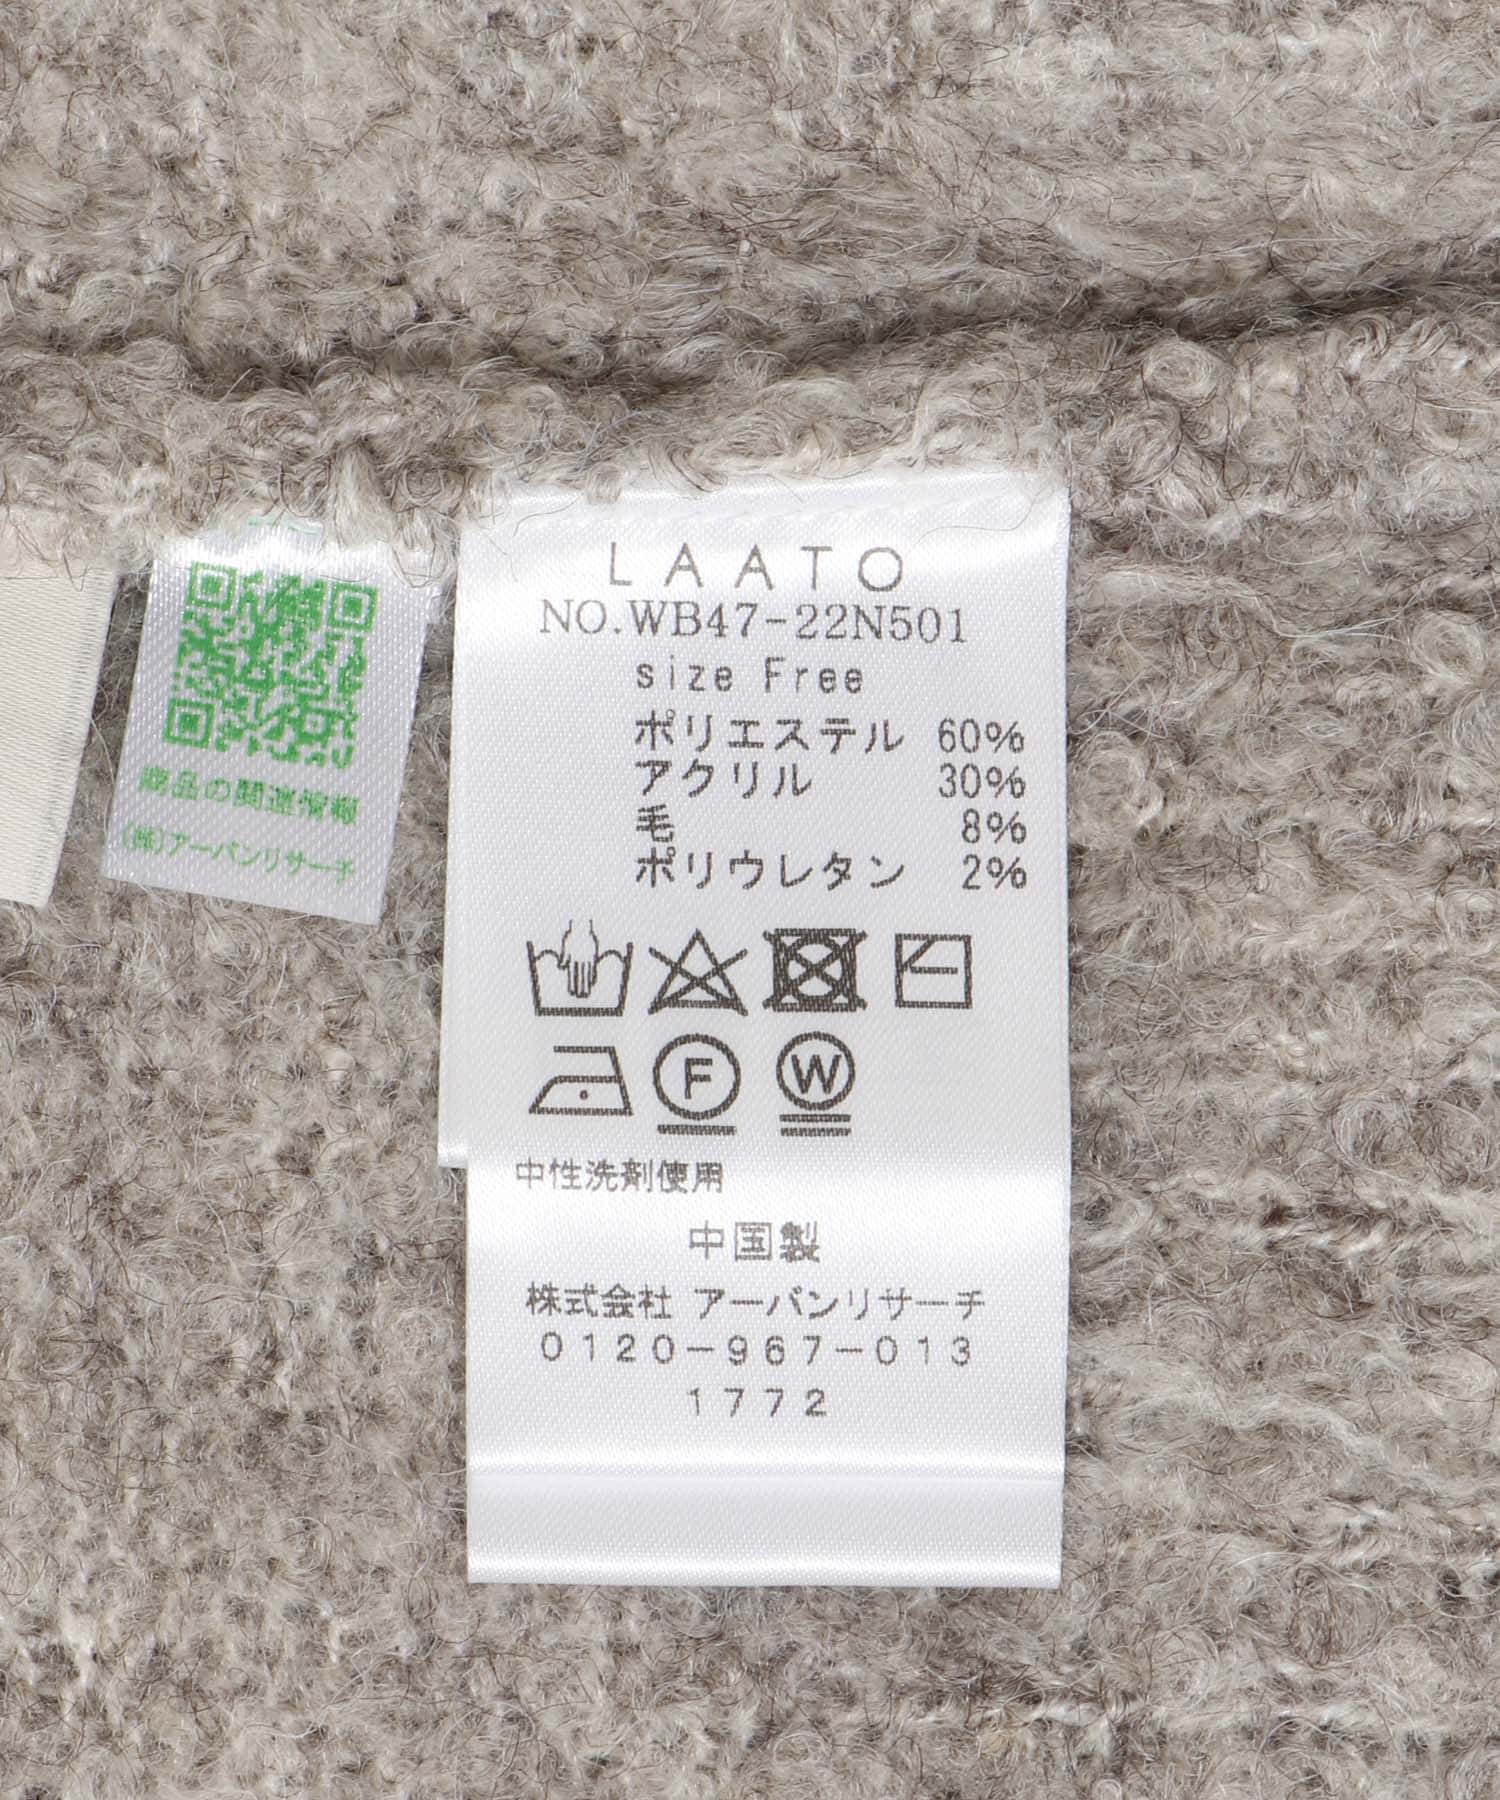 商品の関連情報
(株)アーバンリサーチ
LAATO
NO.WB47-22N501
size Free
ポリエステル 60%
アクリル 30%
毛 8%
ポリウレタン 2%
F W
中性洗剤使用
中国製
株式会社 アーバンリサーチ
0120-967-013
1772